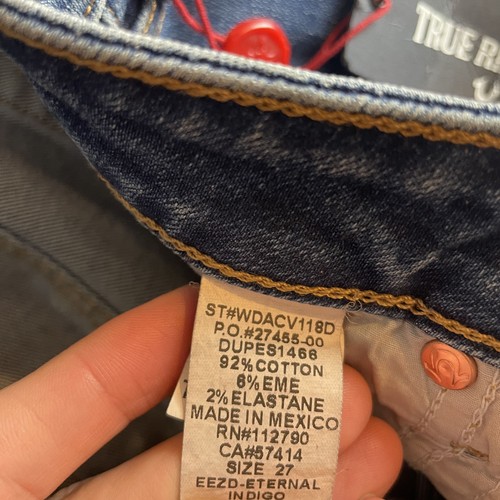 TRUE
ST#WDACV118D
P.O.#27455-00
DUPES1466
92%COTTON
6%EME
2%ELASTANE
MADE IN MEXICO
RN#112790
CA#57414
SIZE 27
EEZD-ETERNAL
INDIGO